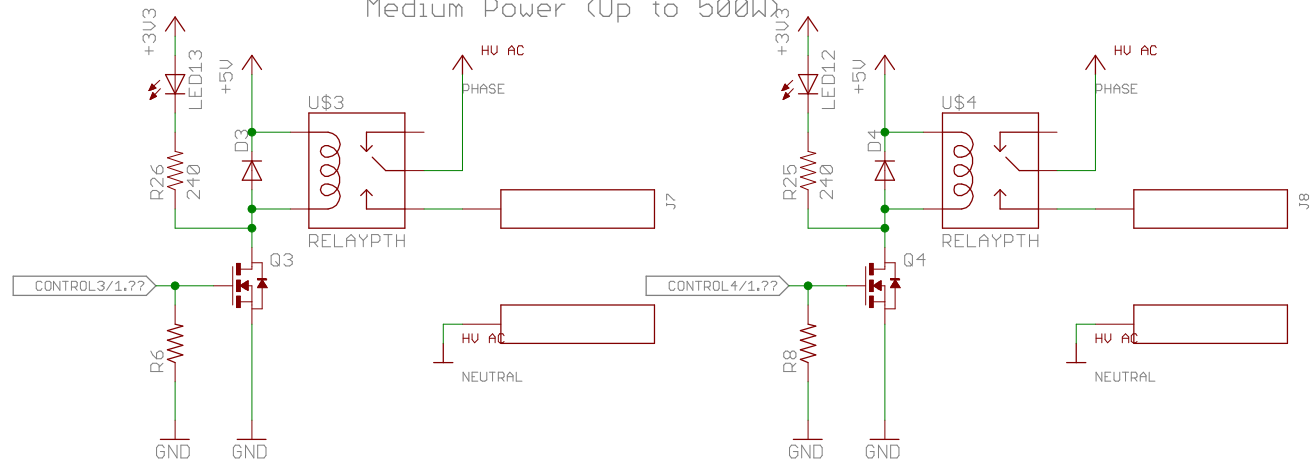 Medium Power (Up to 500W)
+3V3
LED13
+5V
HV AC
PHASE
U$3
D3
R26
240
J7
RELAYPTH
Q3
CONTROL3/1.??
R6
HV AC
NEUTRAL
GND
GND
+3V3
LED12
+5V
HV AC
PHASE
U$4
D4
R25
240
J8
RELAYPTH
Q4
CONTROL4/1.??
R8
HV AC
NEUTRAL
GND
GND